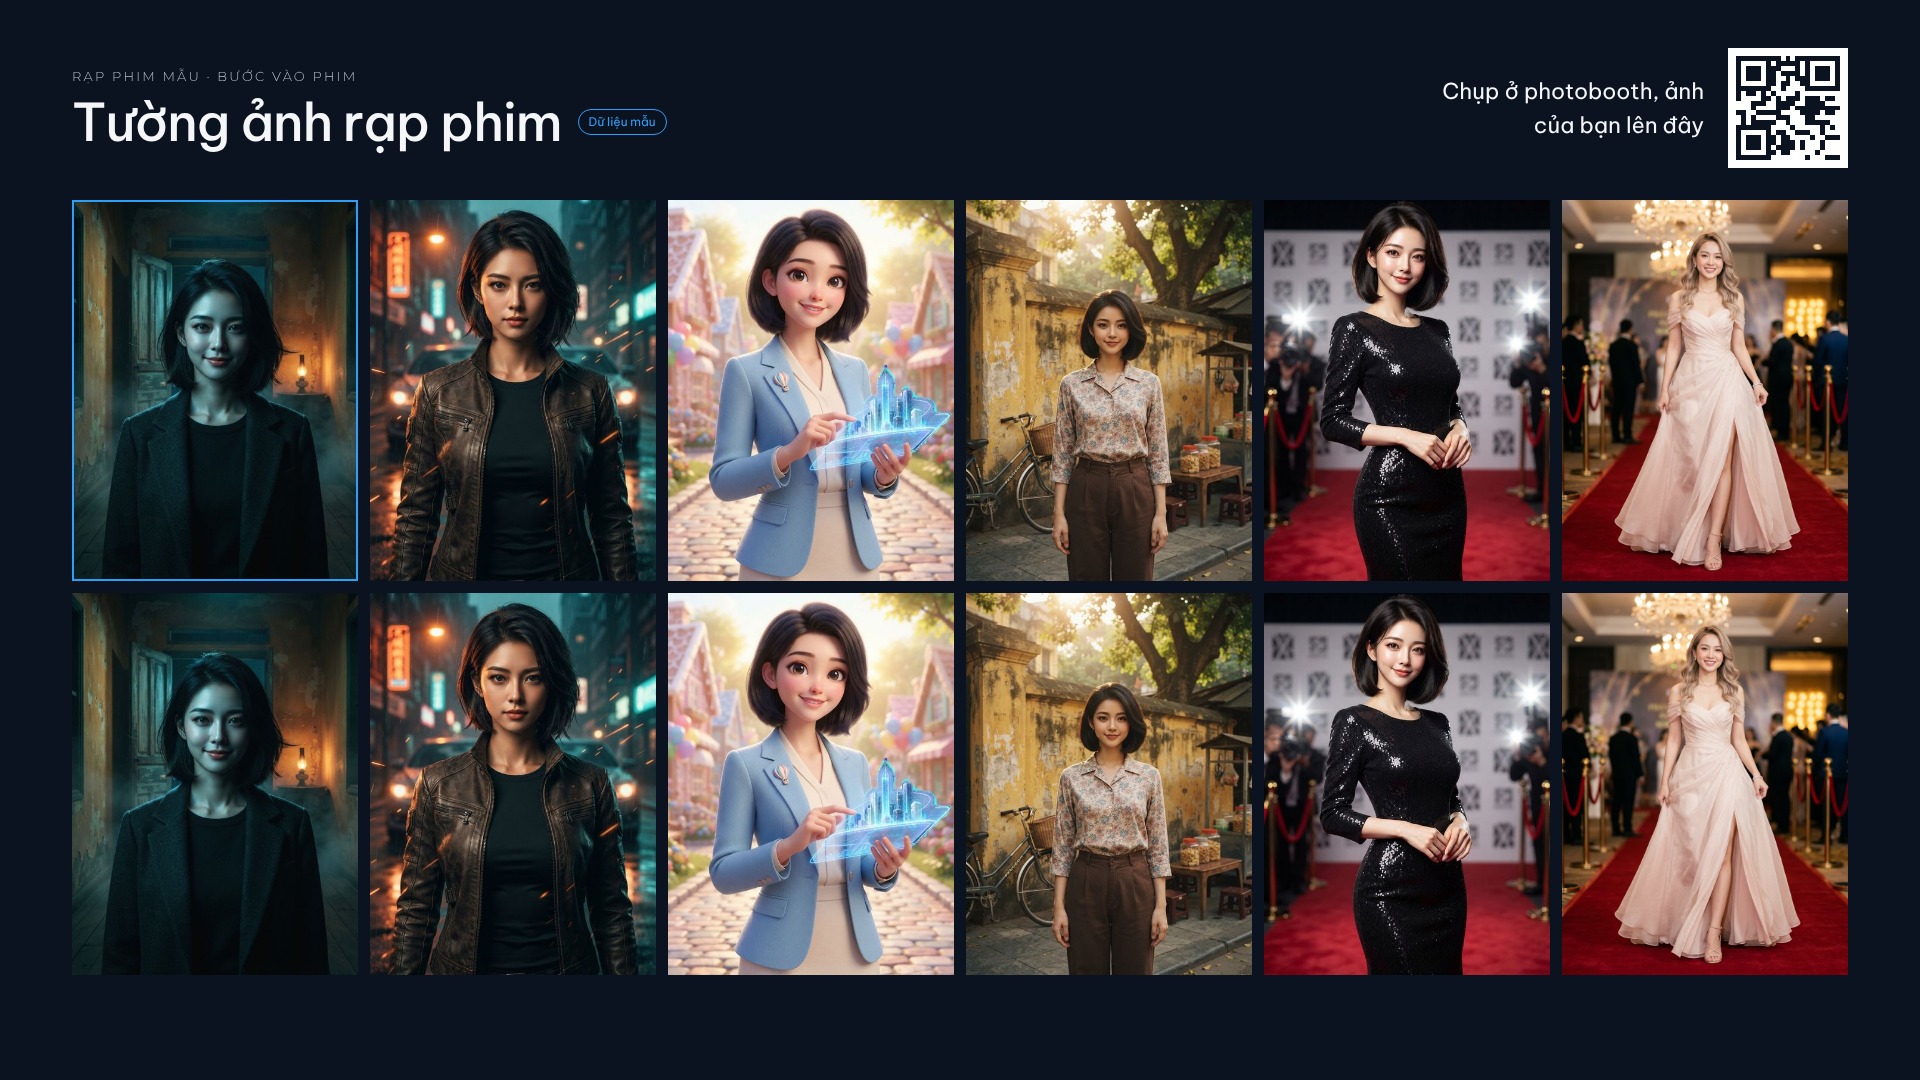 RẠP PHIM MẪU · BƯỚC VÀO PHIM
Tường ảnh rạp phim
Dữ liệu mẫu
Chụp ở photobooth, ảnh
của bạn lên đây